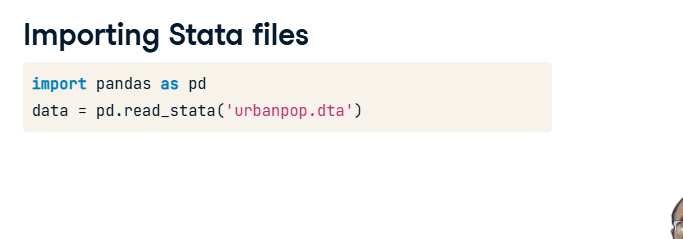 Importing Stata files
import pandas as pd
data = pd.read_stata('urbanpop.dta')